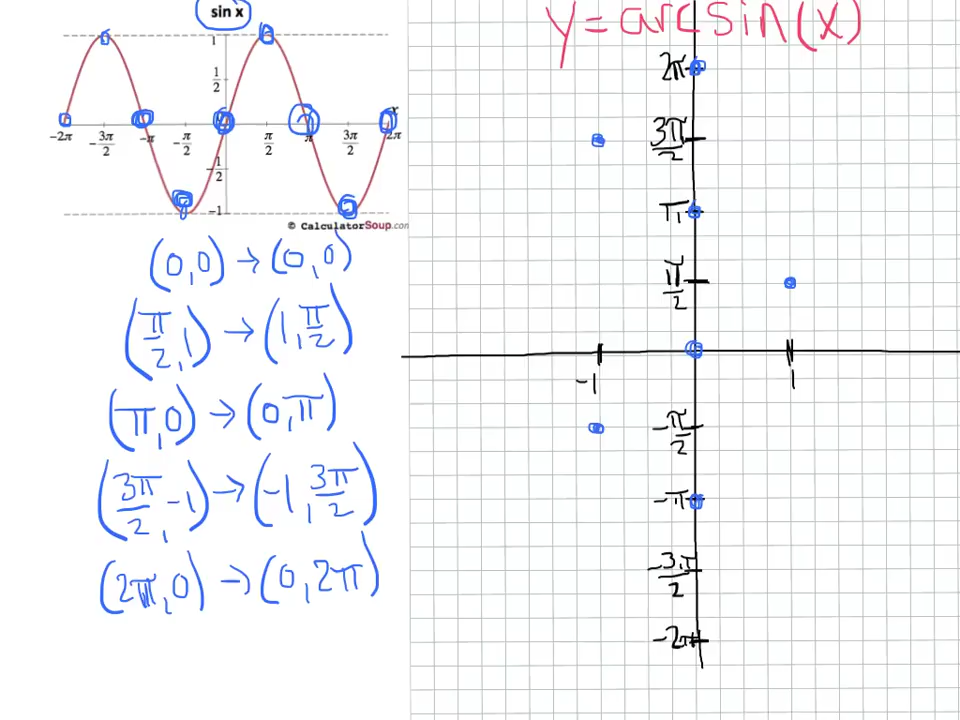 sin x
1
1/2
x
-2π -3π/2 -π -π/2 π/2 π 3π/2 2π
-1/2
-1
© CalculatorSoup.com
(0,0) → (0,0)
(π/2, 1) → (1, π/2)
(π, 0) → (0, π)
(3π/2, -1) → (-1, 3π/2)
(2π, 0) → (0, 2π)
y = arcsin(x)
2π
3π/2
π
π/2
-1 1
-π/2
-π
-3π/2
-2π